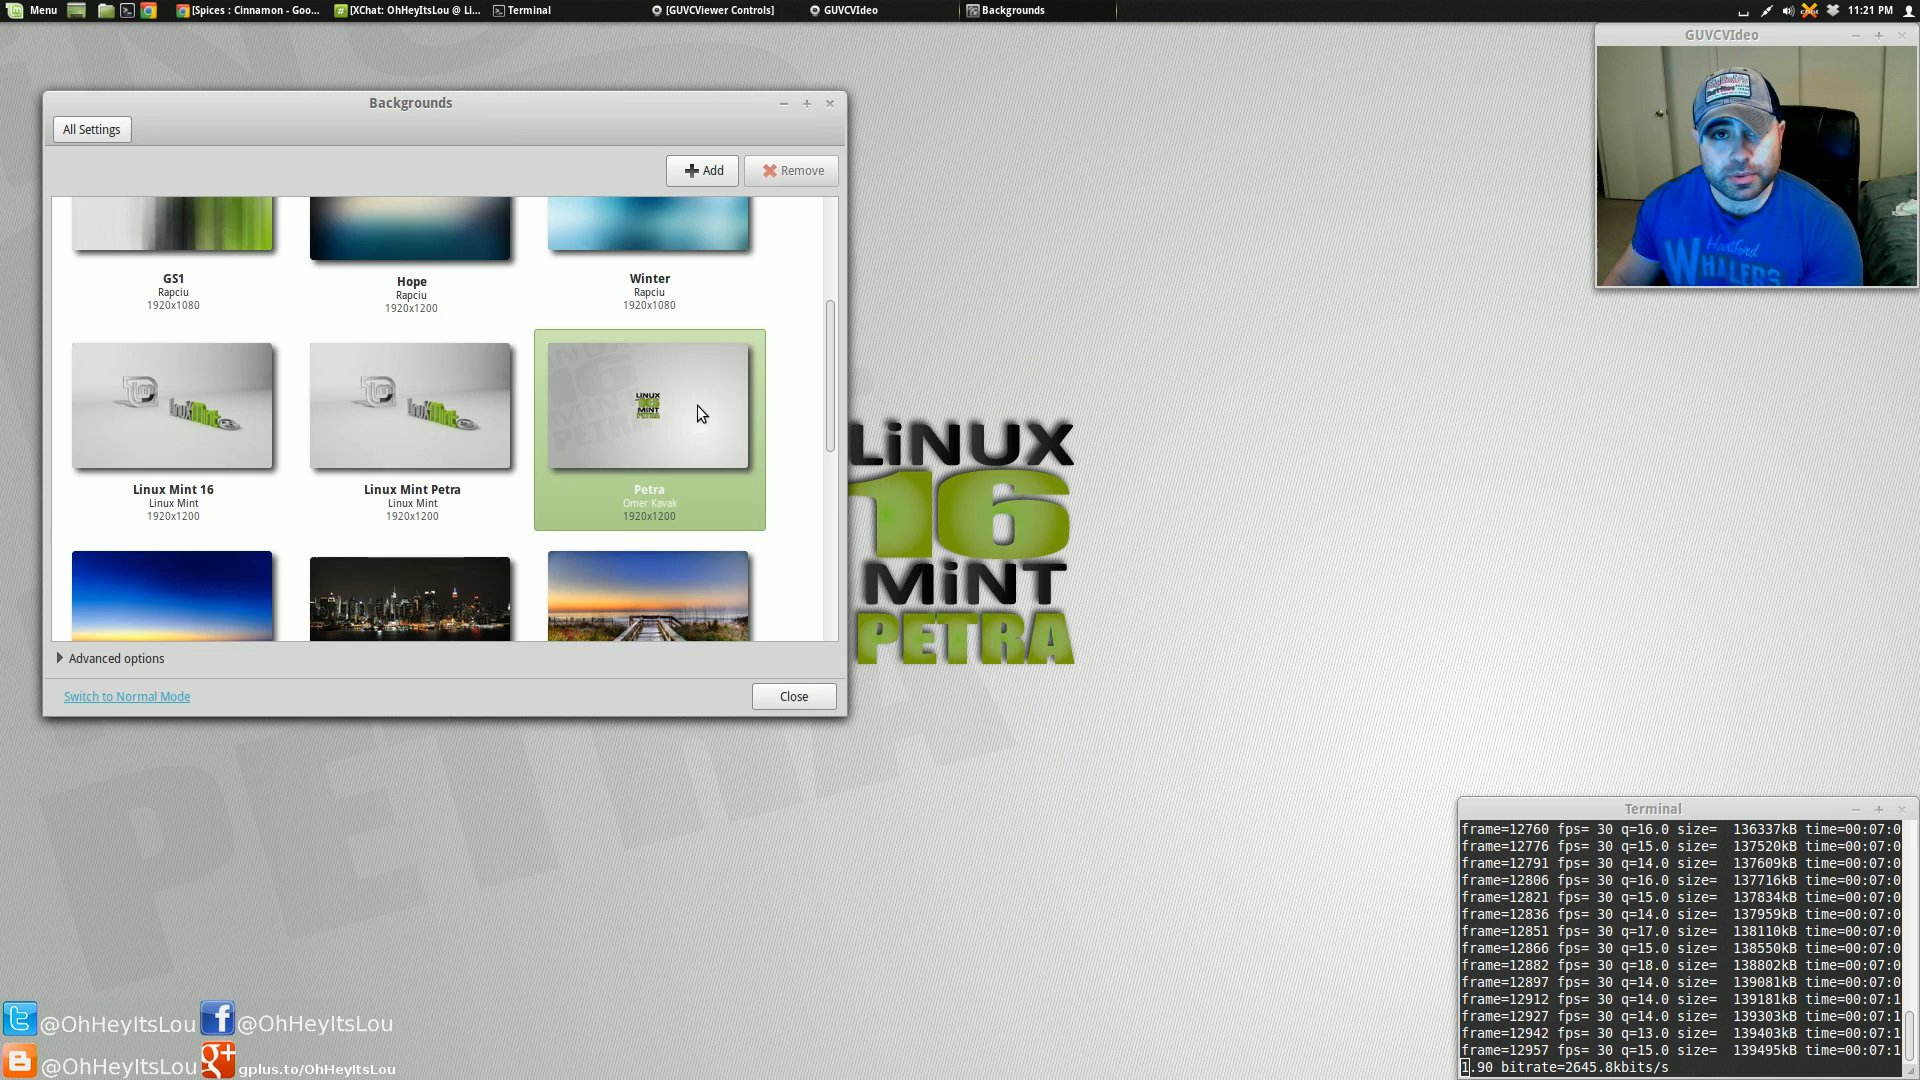 Menu
[Spices : Cinnamon - Goo...
[XChat: OhHeyItsLou @ Li...
Terminal
[GUVCViewer Controls]
GUVCVIdeo
Backgrounds
11:21 PM
GUVCVIdeo
Hartford
WHALERS
Backgrounds
All Settings
Add
Remove
GS1
Rapciu
1920x1080
Hope
Rapciu
1920x1200
Winter
Rapciu
1920x1080
Linux Mint 16
Linux Mint
1920x1200
Linux Mint Petra
Linux Mint
1920x1200
LINUX
16
MiNT
PETRA
Petra
Omer Kavak
1920x1200
Advanced options
Switch to Normal Mode
Close
LiNUX
16
MiNT
PETRA
PETRA
Terminal
frame=12760 fps= 30 q=16.0 size=  136337kB time=00:07:0
frame=12776 fps= 30 q=15.0 size=  137520kB time=00:07:0
frame=12791 fps= 30 q=14.0 size=  137609kB time=00:07:0
frame=12806 fps= 30 q=16.0 size=  137716kB time=00:07:0
frame=12821 fps= 30 q=15.0 size=  137834kB time=00:07:0
frame=12836 fps= 30 q=14.0 size=  137959kB time=00:07:0
frame=12851 fps= 30 q=17.0 size=  138110kB time=00:07:0
frame=12866 fps= 30 q=15.0 size=  138550kB time=00:07:0
frame=12882 fps= 30 q=18.0 size=  138802kB time=00:07:0
frame=12897 fps= 30 q=14.0 size=  139081kB time=00:07:0
frame=12912 fps= 30 q=14.0 size=  139181kB time=00:07:1
frame=12927 fps= 30 q=14.0 size=  139303kB time=00:07:1
frame=12942 fps= 30 q=13.0 size=  139403kB time=00:07:1
frame=12957 fps= 30 q=15.0 size=  139495kB time=00:07:1
1.90 bitrate=2645.8kbits/s
@OhHeyItsLou
@OhHeyItsLou
@OhHeyItsLou
gplus.to/OhHeyItsLou